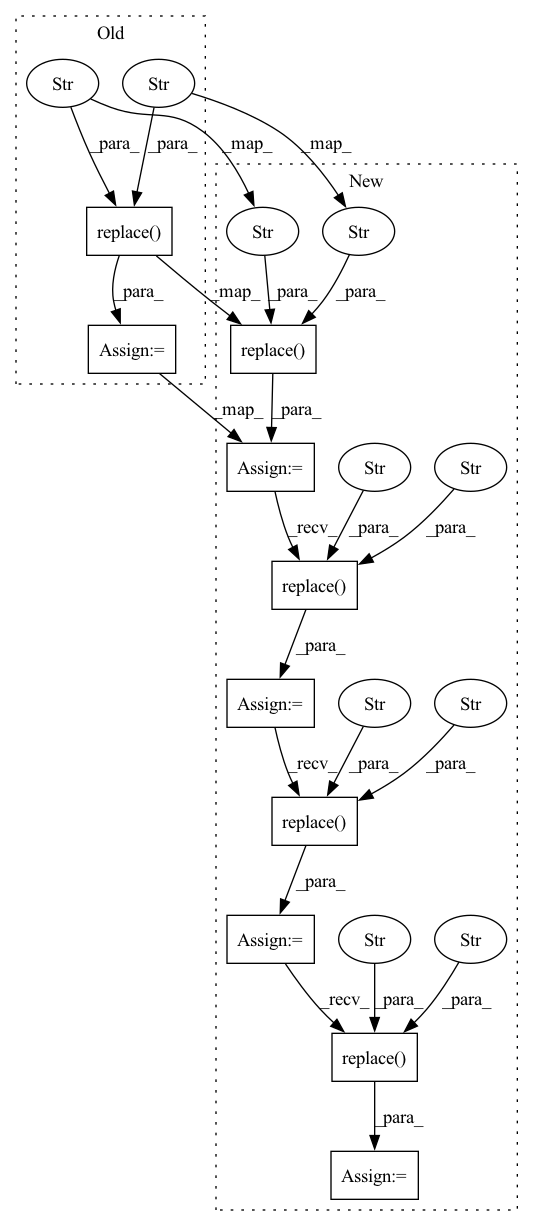 Old
Str
Str
_para_
_para_
_map_
_map_
New
replace()
Str
Str
_para_
_map_
_para_
_para_
Assign:=
replace()
_map_
_para_
Assign:=
Str
Str
_recv_
_para_
_para_
replace()
_para_
Assign:=
Str
Str
_recv_
_para_
_para_
replace()
_para_
Assign:=
Str
Str
_recv_
_para_
_para_
replace()
_para_
Assign:=